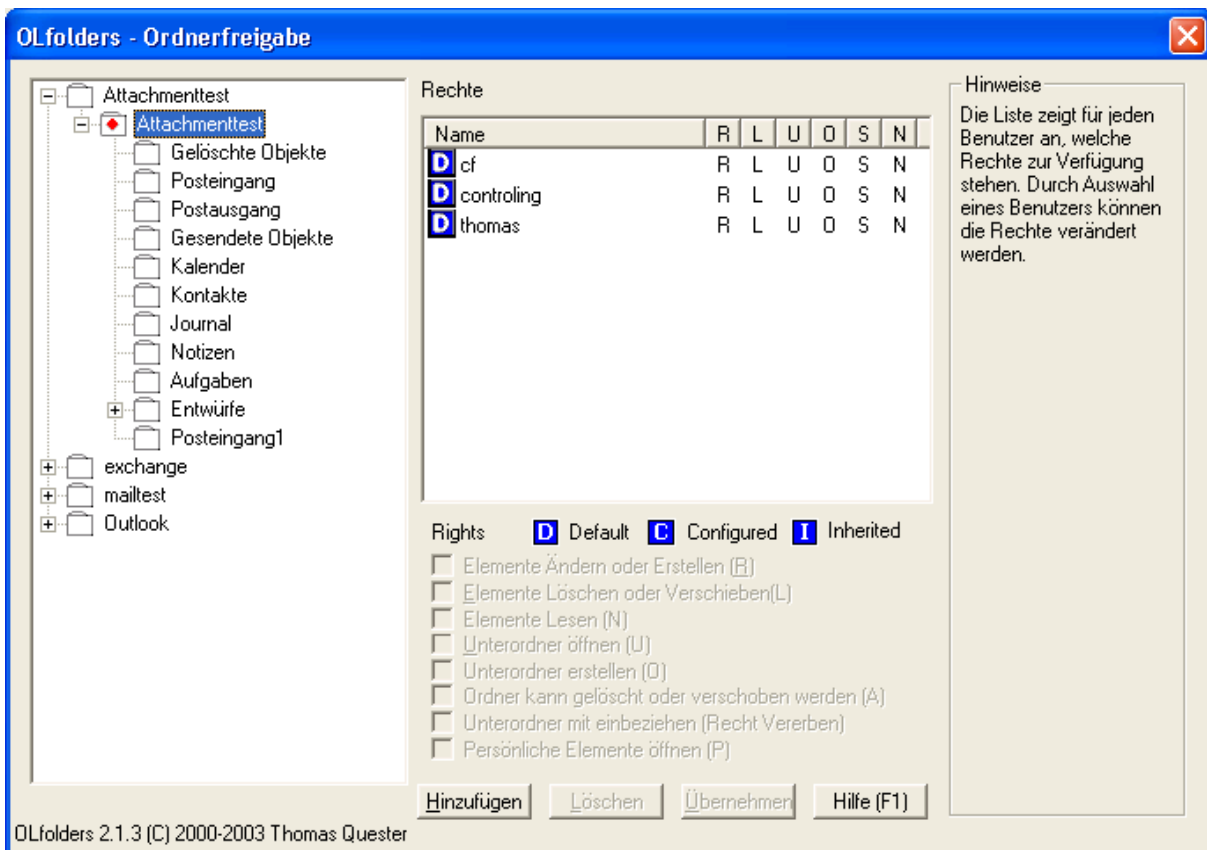 OLfolders - Ordnerfreigabe
Attachmenttest
Attachmenttest
Gelöschte Objekte
Posteingang
Postausgang
Gesendete Objekte
Kalender
Kontakte
Journal
Notizen
Aufgaben
Entwürfe
Posteingang1
exchange
mailtest
Outlook
Rechte
Name R L U O S N
D cf R L U O S N
D controling R L U O S N
D thomas R L U O S N
Rights D Default C Configured I Inherited
Elemente Ändern oder Erstellen (R)
Elemente Löschen oder Verschieben(L)
Elemente Lesen (N)
Unterordner öffnen (U)
Unterordner erstellen (O)
Ordner kann gelöscht oder verschoben werden (A)
Unterordner mit einbeziehen (Recht Vererben)
Persönliche Elemente öffnen (P)
Hinzufügen Löschen Übernehmen Hilfe (F1)
Hinweise
Die Liste zeigt für jeden
Benutzer an, welche
Rechte zur Verfügung
stehen. Durch Auswahl
eines Benutzers können
die Rechte verändert
werden.
OLfolders 2.1.3 (C) 2000-2003 Thomas Quester